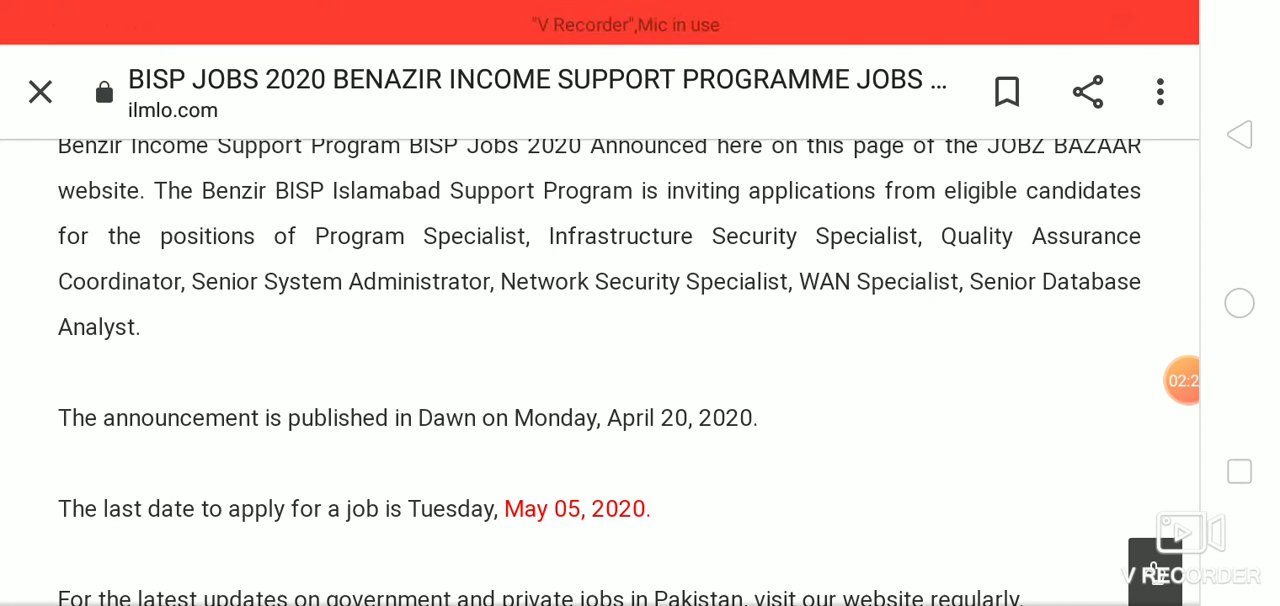 "V Recorder",Mic in use
BISP JOBS 2020 BENAZIR INCOME SUPPORT PROGRAMME JOBS ...
ilmlo.com
Benzir Income Support Program BISP Jobs 2020 Announced here on this page of the JOBZ BAZAAR
website. The Benzir BISP Islamabad Support Program is inviting applications from eligible candidates
for the positions of Program Specialist, Infrastructure Security Specialist, Quality Assurance
Coordinator, Senior System Administrator, Network Security Specialist, WAN Specialist, Senior Database
Analyst.
02:2
The announcement is published in Dawn on Monday, April 20, 2020.
The last date to apply for a job is Tuesday, May 05, 2020.
V RECORDER
For the latest updates on government and private jobs in Pakistan, visit our website regularly.